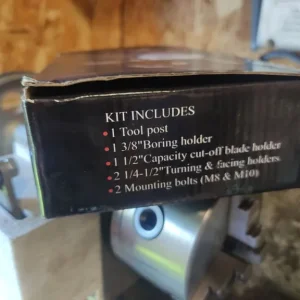 KIT INCLUDES
• 1 Tool post
• 1 3/8"Boring holder
• 1 1/2"Capacity cut-off blade holder
• 2 1/4-1/2"Turning & facing holders.
• 2 Mounting bolts (M8 & M10)